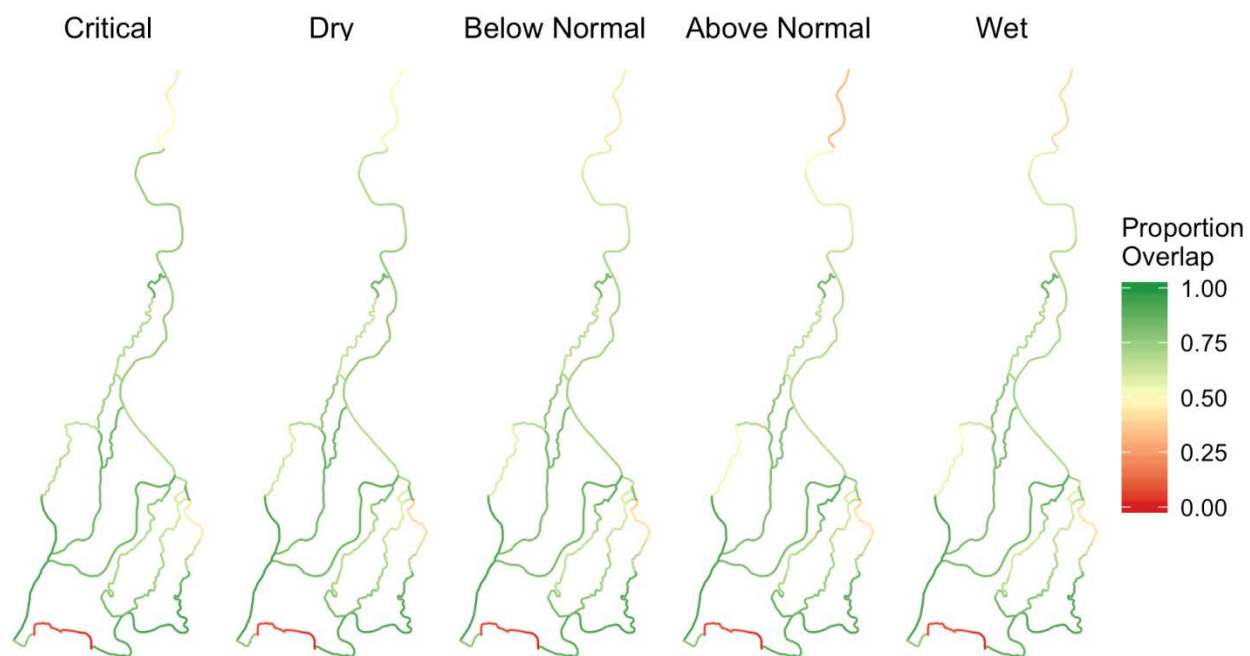 Critical
Dry
Below Normal
Above Normal
Wet
Proportion
Overlap
1.00
0.75
0.50
0.25
0.00